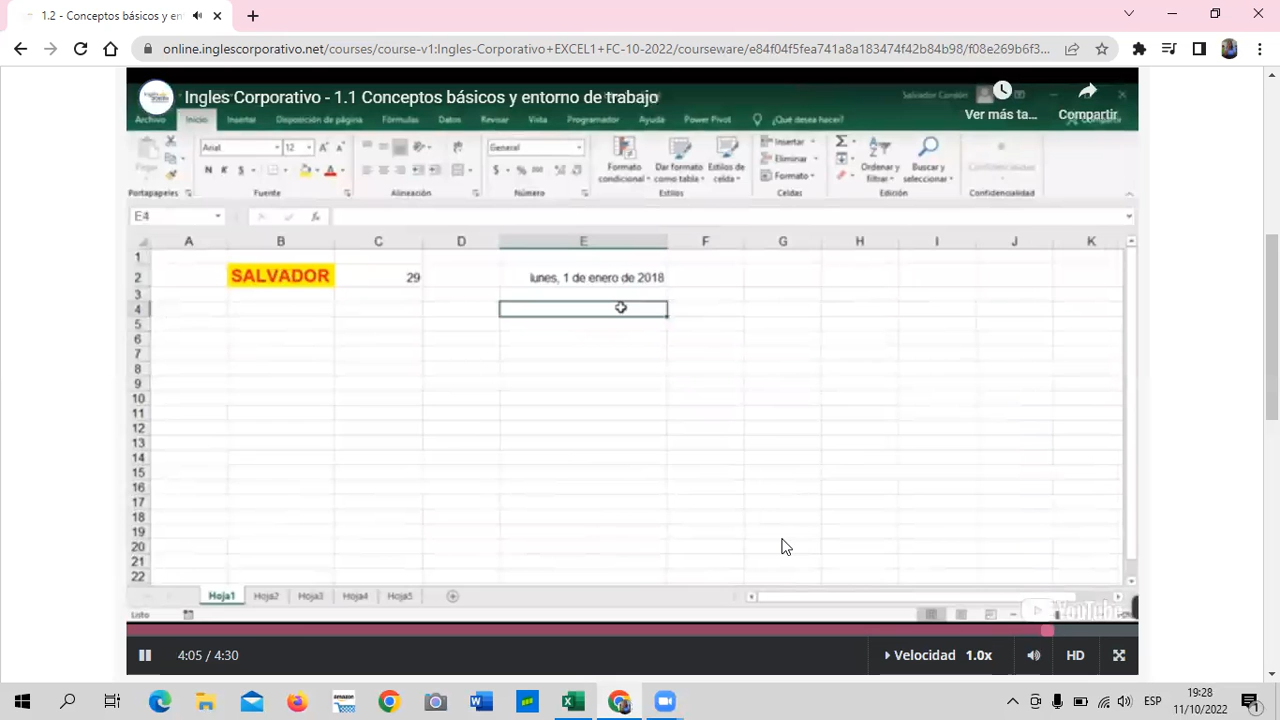 1.2 - Conceptos básicos y en
online.inglescorporativo.net/courses/course-v1:Ingles-Corporativo+EXCEL1+FC-10-2022/courseware/e84f04f5fea741a8a183474f42b84b98/f08e269b6f3...
Ingles Corporativo - 1.1 Conceptos básicos y entorno de trabajo
Ver más ta...
Compartir
Archivo Inicio Insertar Disposición de página Fórmulas Datos Revisar Vista Programador Ayuda Power Pivot ¿Qué desea hacer?
Arial 12 General
Insertar
Eliminar
Formato
N K S
Formato condicional
Dar formato como tabla
Estilos de celda
Ordenar y filtrar
Buscar y seleccionar
Confidencialidad
Portapapeles Fuente Alineación Número Estilos Celdas Edición Confidencialidad
E4 fx
A B C D E F G H I J K
1
2 SALVADOR 29 lunes, 1 de enero de 2018
3
4
5
6
7
8
9
10
11
12
13
14
15
16
17
18
19
20
21
22
Hoja1 Hoja2 Hoja3 Hoja4 Hoja5
Listo
YouTube
4:05 / 4:30 Velocidad 1.0x HD
ESP 19:28
11/10/2022